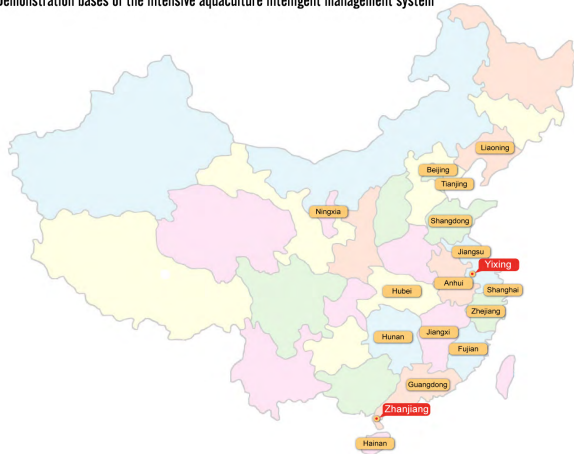 Demonstration bases of the intensive aquaculture intelligent management system
Liaoning
Beijing
Tianjing
Ningxia
Shangdong
Jiangsu
Yixing
Anhui
Shanghai
Hubei
Zhejiang
Jiangxi
Hunan
Fujian
Guangdong
Zhanjiang
Hainan